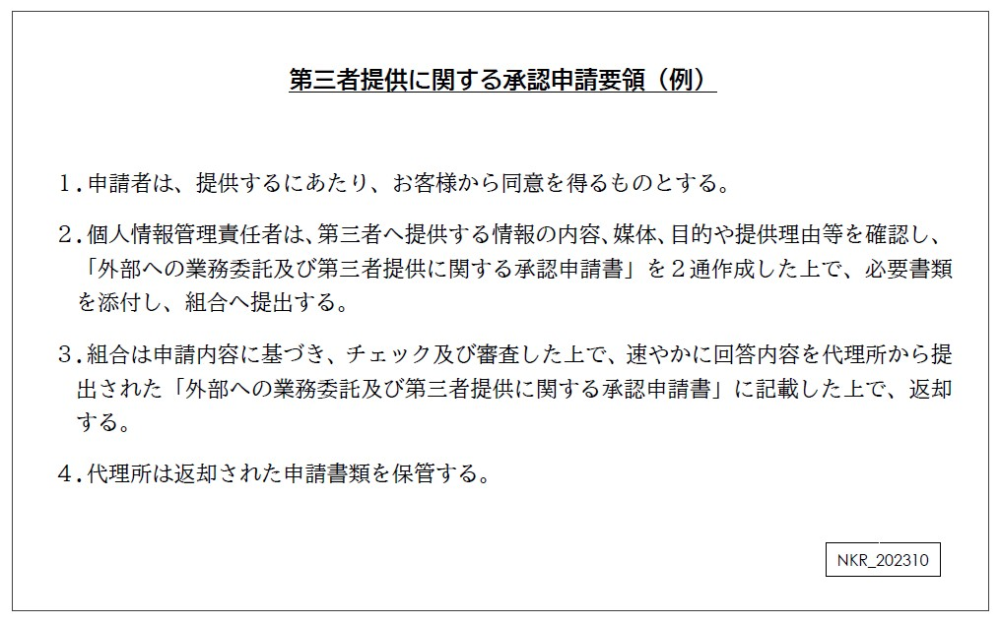 第三者提供に関する承認申請要領（例）
１．申請者は、提供するにあたり、お客様から同意を得るものとする。
２．個人情報管理責任者は、第三者へ提供する情報の内容、媒体、目的や提供理由等を確認し、
「外部への業務委託及び第三者提供に関する承認申請書」を２通作成した上で、必要書類
を添付し、組合へ提出する。
３．組合は申請内容に基づき、チェック及び審査した上で、速やかに回答内容を代理所から提
出された「外部への業務委託及び第三者提供に関する承認申請書」に記載した上で、返却
する。
４．代理所は返却された申請書類を保管する。
NKR_202310